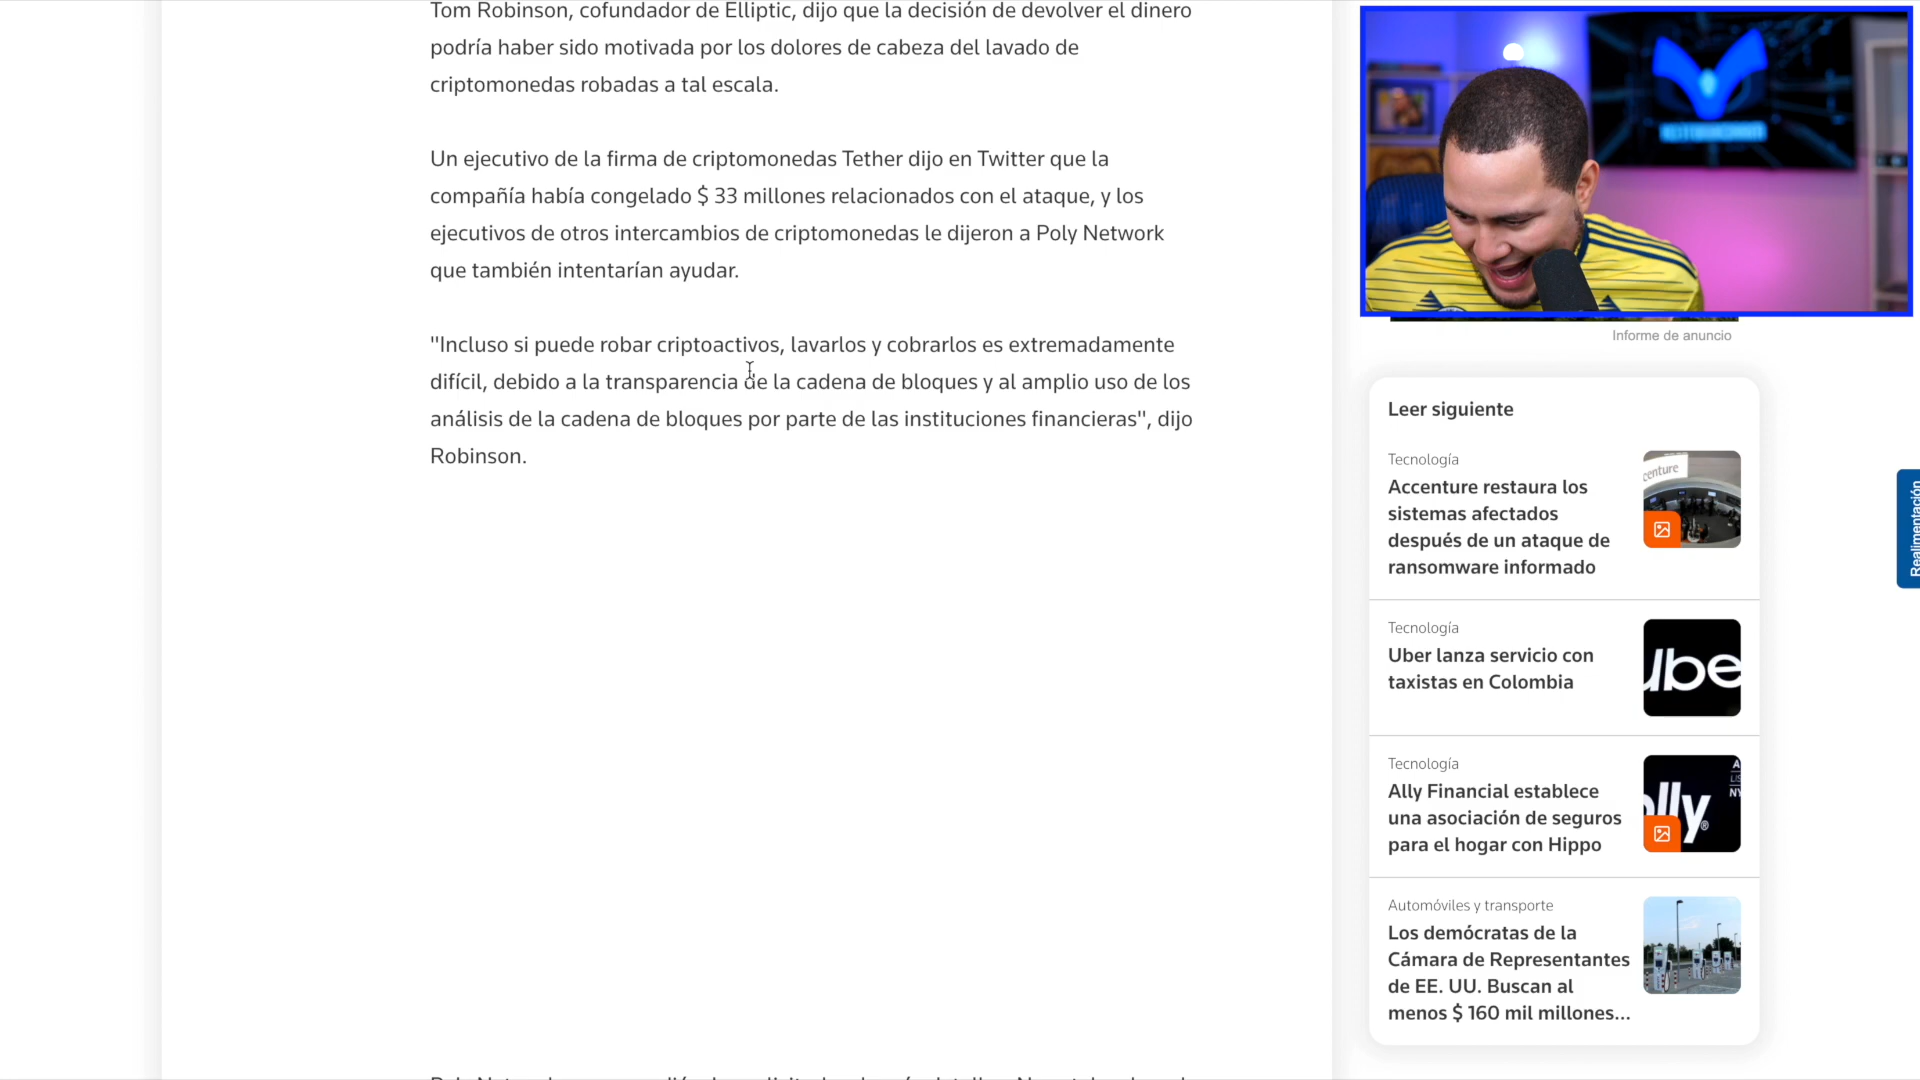 Tom Robinson, cofundador de Elliptic, dijo que la decisión de devolver el dinero
podría haber sido motivada por los dolores de cabeza del lavado de
criptomonedas robadas a tal escala.
Un ejecutivo de la firma de criptomonedas Tether dijo en Twitter que la
compañía había congelado $ 33 millones relacionados con el ataque, y los
ejecutivos de otros intercambios de criptomonedas le dijeron a Poly Network
que también intentarían ayudar.
"Incluso si puede robar criptoactivos, lavarlos y cobrarlos es extremadamente
difícil, debido a la transparencia de la cadena de bloques y al amplio uso de los
análisis de la cadena de bloques por parte de las instituciones financieras", dijo
Robinson.
Informe de anuncio
Leer siguiente
Tecnología
Accenture restaura los
sistemas afectados
después de un ataque de
ransomware informado
centure
Tecnología
Uber lanza servicio con
taxistas en Colombia
Ube
Tecnología
Ally Financial establece
una asociación de seguros
para el hogar con Hippo
ally
NY
Automóviles y transporte
Los demócratas de la
Cámara de Representantes
de EE. UU. Buscan al
menos $ 160 mil millones...
Realimentación